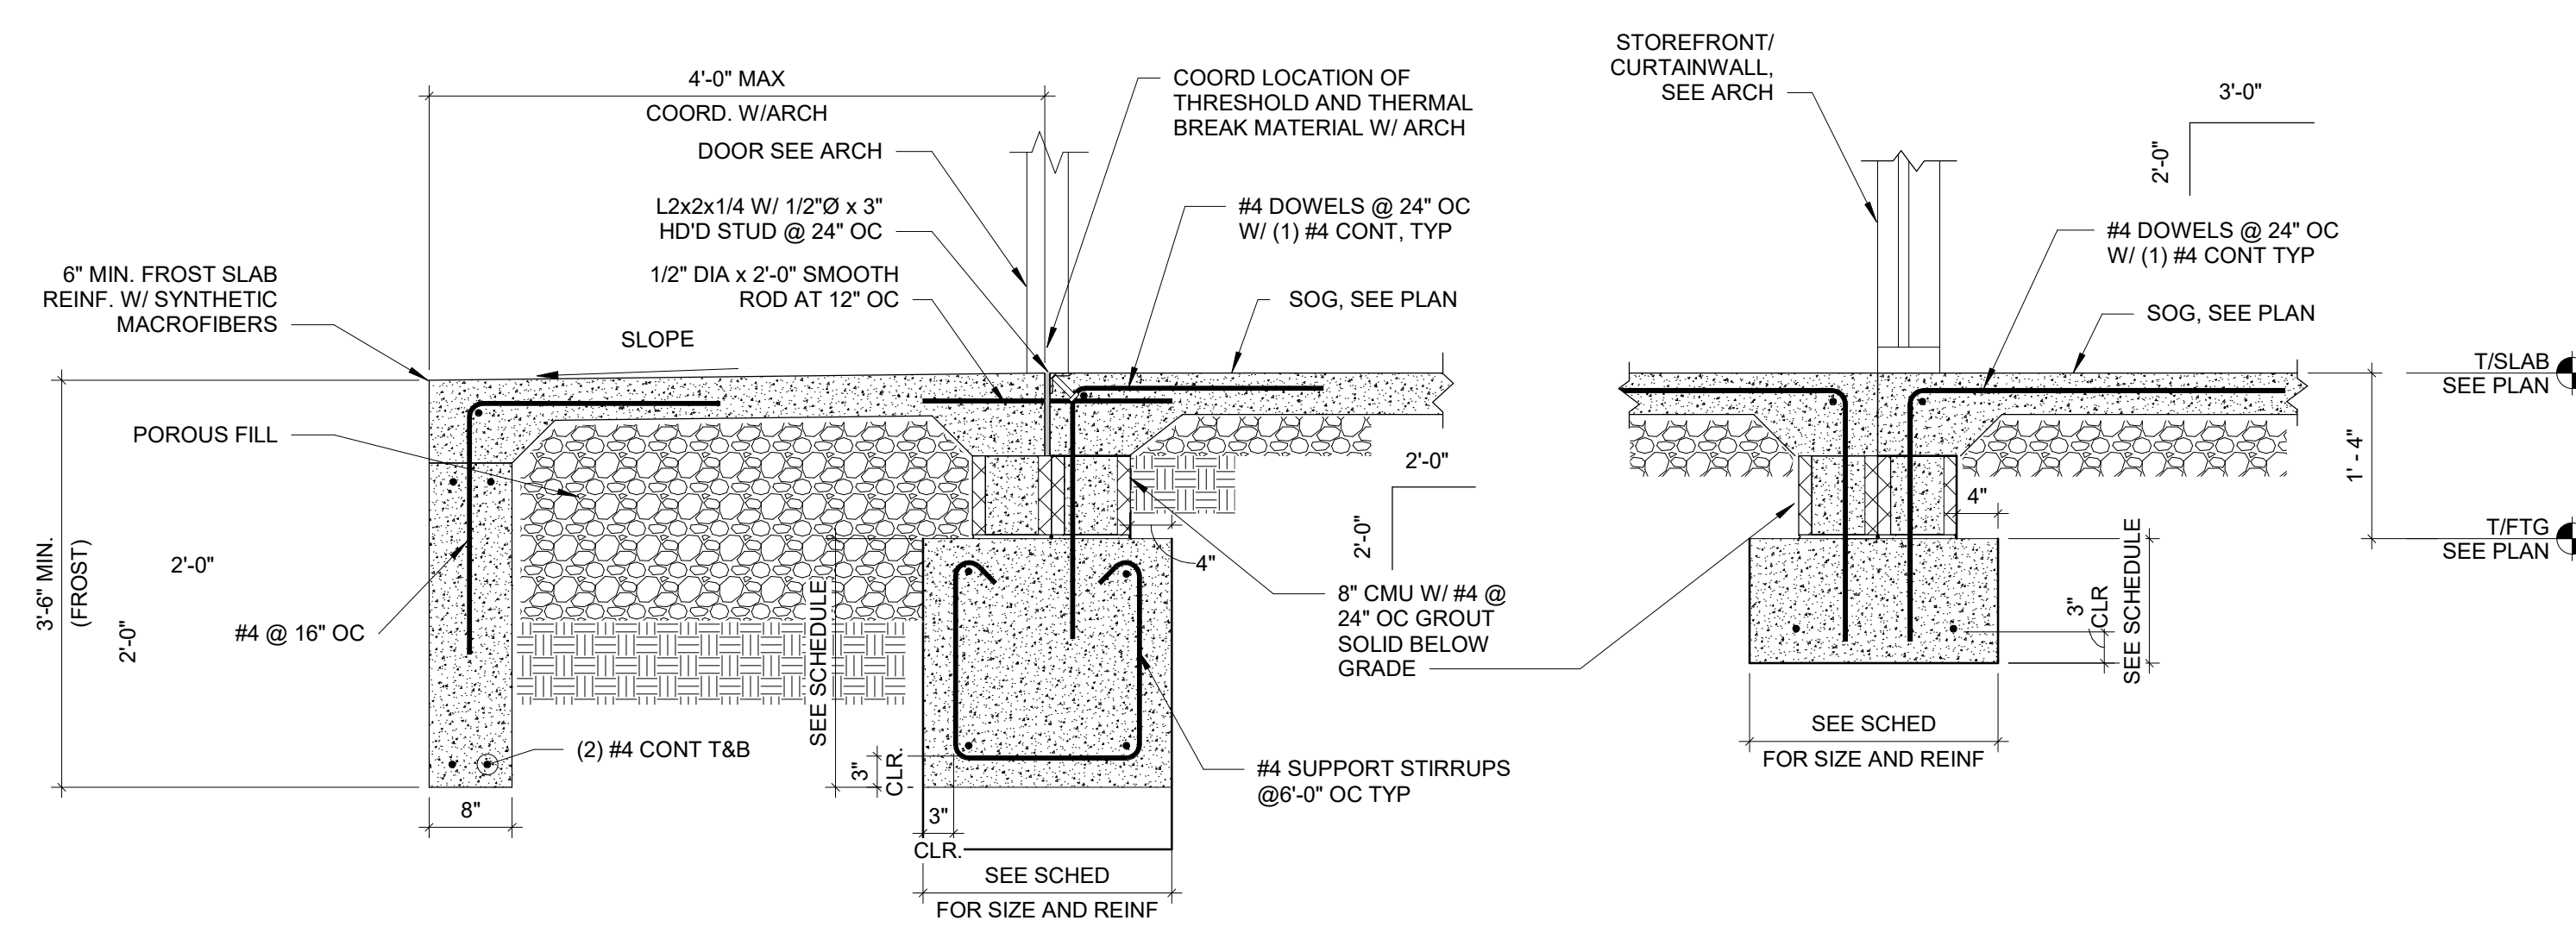 4'-0" MAX
COORD. W/ARCH
DOOR SEE ARCH
L2x2x1/4 W/ 1/2"Ø x 3"
HD'D STUD @ 24" OC
1/2" DIA x 2'-0" SMOOTH
ROD AT 12" OC
6" MIN. FROST SLAB
REINF. W/ SYNTHETIC
MACROFIBERS
SLOPE
POROUS FILL
3'-6" MIN.
(FROST)
2'-0"
2'-0"
#4 @ 16" OC
(2) #4 CONT T&B
8"
COORD LOCATION OF
THRESHOLD AND THERMAL
BREAK MATERIAL W/ ARCH
#4 DOWELS @ 24" OC
W/ (1) #4 CONT, TYP
SOG, SEE PLAN
2'-0"
2'-0"
4"
8" CMU W/ #4 @
24" OC GROUT
SOLID BELOW
GRADE
SEE SCHEDULE
3"
CLR.
3"
CLR.
#4 SUPPORT STIRRUPS
@6'-0" OC TYP
SEE SCHED
FOR SIZE AND REINF
STOREFRONT/
CURTAINWALL,
SEE ARCH
3'-0"
2'-0"
#4 DOWELS @ 24" OC
W/ (1) #4 CONT TYP
SOG, SEE PLAN
T/SLAB
SEE PLAN
1' - 4"
T/FTG
SEE PLAN
4"
3"
CLR
SEE SCHEDULE
SEE SCHED
FOR SIZE AND REINF